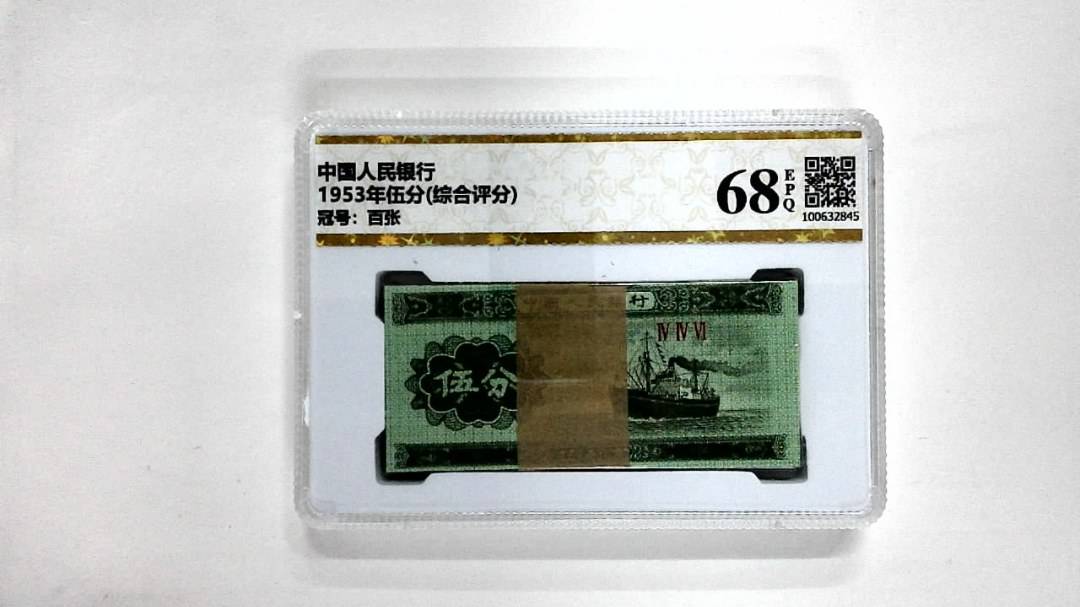 中国人民银行
1953年伍分(综合评分)
冠号：百张
68
EPQ
100632845
行
ⅣⅣⅥ
伍分